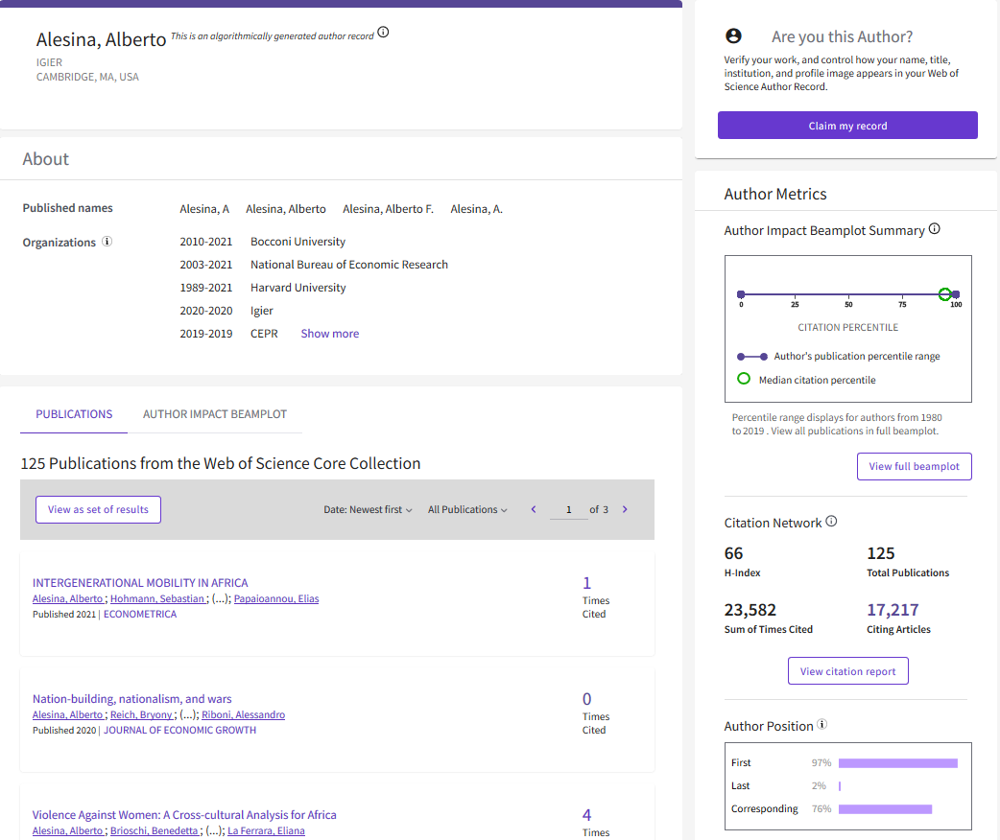 Alesina, Alberto This is an algorithmically generated author record
IGIER
CAMBRIDGE, MA, USA
About
Published names Alesina, A Alesina, Alberto Alesina, Alberto F. Alesina, A.
Organizations 2010-2021 Bocconi University
2003-2021 National Bureau of Economic Research
1989-2021 Harvard University
2020-2020 Igier
2019-2019 CEPR Show more
PUBLICATIONS AUTHOR IMPACT BEAMPLOT
125 Publications from the Web of Science Core Collection
View as set of results Date: Newest first All Publications 1 of 3
INTERGENERATIONAL MOBILITY IN AFRICA
Alesina, Alberto ; Hohmann, Sebastian ; (...); Papaioannou, Elias
Published 2021 | ECONOMETRICA
1
Times
Cited
Nation-building, nationalism, and wars
Alesina, Alberto ; Reich, Bryony ; (...); Riboni, Alessandro
Published 2020 | JOURNAL OF ECONOMIC GROWTH
0
Times
Cited
Violence Against Women: A Cross-cultural Analysis for Africa
Alesina, Alberto ; Brioschi, Benedetta ; (...); La Ferrara, Eliana
4
Times
Are you this Author?
Verify your work, and control how your name, title,
institution, and profile image appears in your Web of
Science Author Record.
Claim my record
Author Metrics
Author Impact Beamplot Summary
0 25 50 75 100
CITATION PERCENTILE
Author's publication percentile range
Median citation percentile
Percentile range displays for authors from 1980
to 2019 . View all publications in full beamplot.
View full beamplot
Citation Network
66 125
H-Index Total Publications
23,582 17,217
Sum of Times Cited Citing Articles
View citation report
Author Position
First 97%
Last 2%
Corresponding 76%